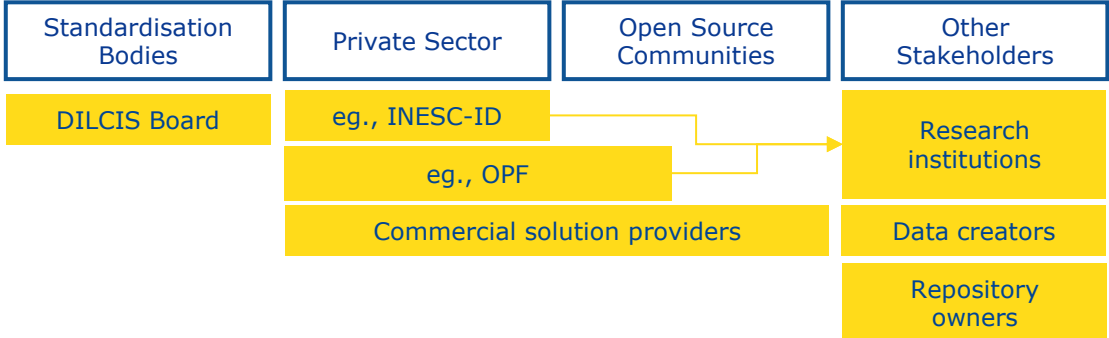 Standardisation
Bodies
Private Sector
Open Source
Communities
Other
Stakeholders
DILCIS Board
eg., INESC-ID
eg., OPF
Commercial solution providers
Research
institutions
Data creators
Repository
owners